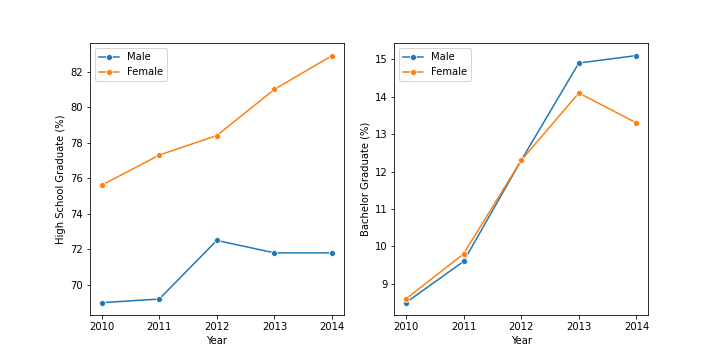 Male
Female
High School Graduate (%)
82
80
78
76
74
72
70
2010 2011 2012 2013 2014
Year
Male
Female
Bachelor Graduate (%)
15
14
13
12
11
10
9
2010 2011 2012 2013 2014
Year